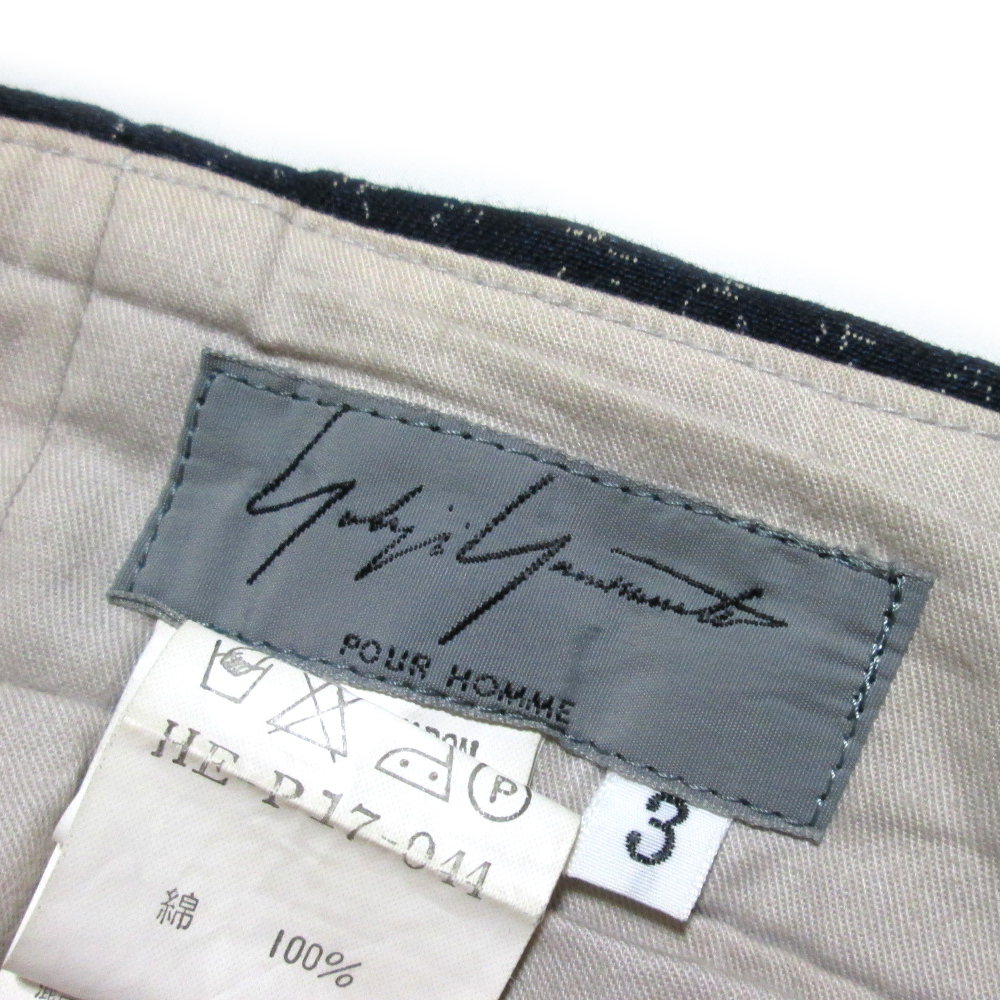 Yohji Yamamoto
POUR HOMME
3
P
HE-P17-044
綿 100%